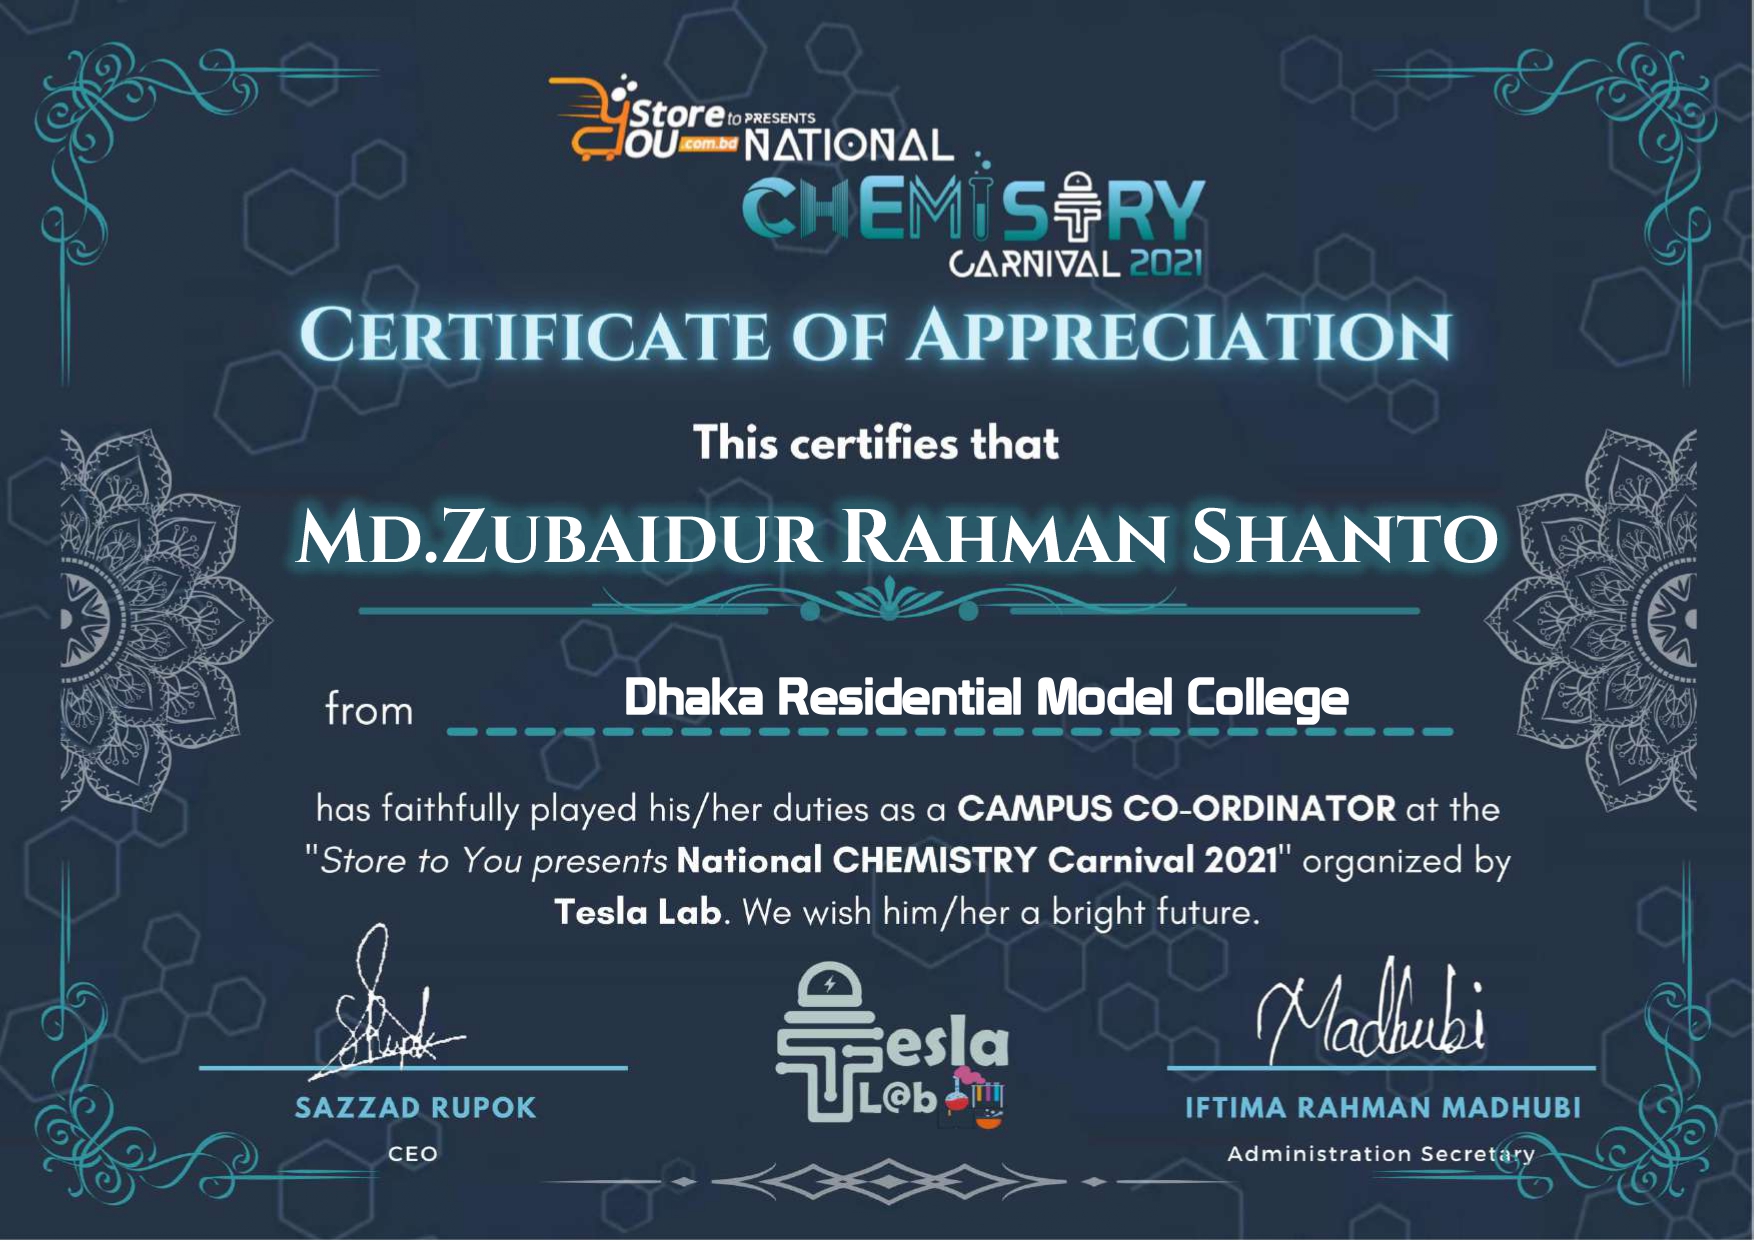 Store to
YOU .com.bd
PRESENTS
NATIONAL
CHEMISTRY
CARNIVAL 2021
CERTIFICATE OF APPRECIATION
This certifies that
MD.ZUBAIDUR RAHMAN SHANTO
from Dhaka Residential Model College
has faithfully played his/her duties as a CAMPUS CO-ORDINATOR at the
"Store to You presents National CHEMISTRY Carnival 2021" organized by
Tesla Lab. We wish him/her a bright future.
Rupok
SAZZAD RUPOK
CEO
Tesla
L@b
Madhubi
IFTIMA RAHMAN MADHUBI
Administration Secretary